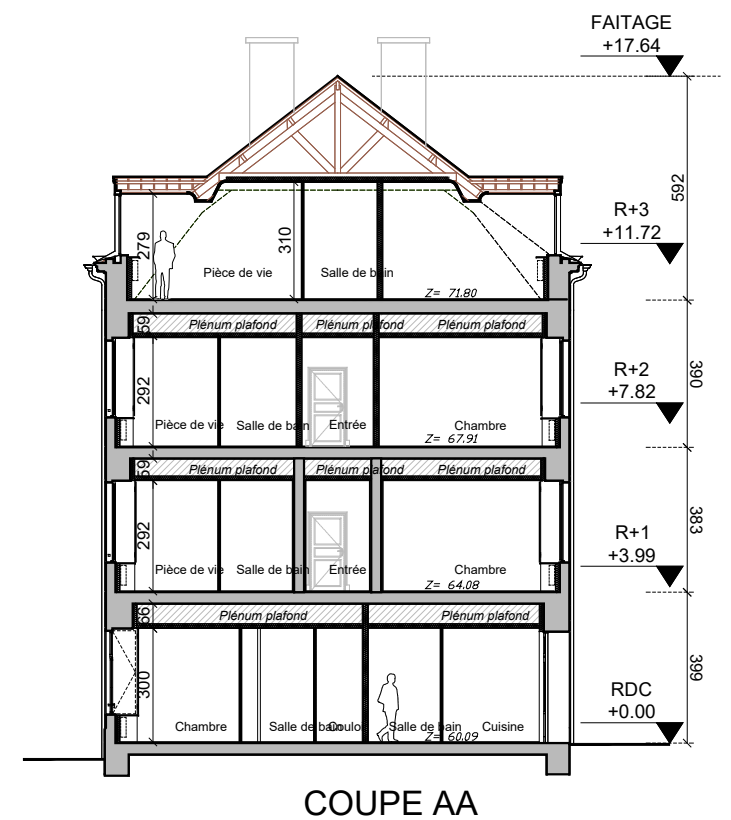 FAITAGE
+17.64
592
R+3
+11.72
279
310
Pièce de vie
Salle de bain
Z= 71.80
59
Plénum plafond
Plénum plafond
Plénum plafond
390
R+2
+7.82
292
Pièce de vie
Salle de bain
Entrée
Chambre
Z= 67.91
59
Plénum plafond
Plénum plafond
Plénum plafond
383
R+1
+3.99
292
Pièce de vie
Salle de bain
Entrée
Chambre
Z= 64.08
66
Plénum plafond
Plénum plafond
399
RDC
+0.00
300
Chambre
Salle de bain
Salle de bain
Cuisine
Z= 60.09
COUPE AA